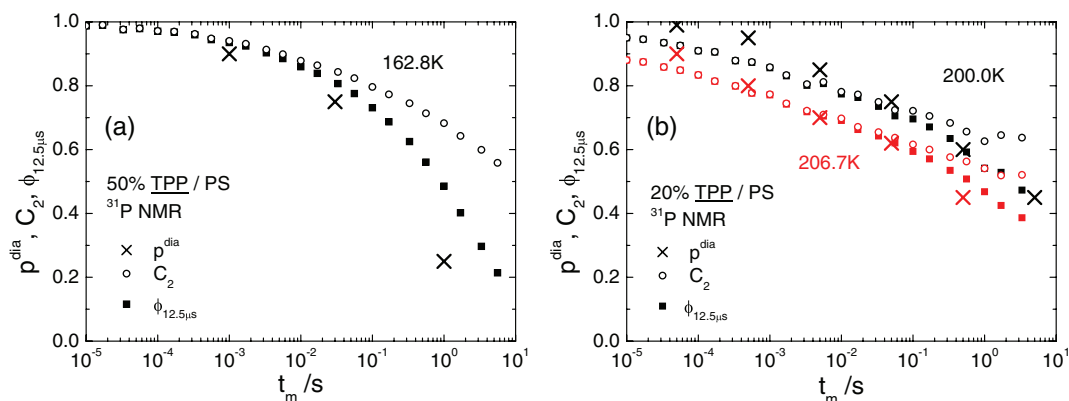 p^dia, C_2, ϕ_12.5μs
1.0
0.8
0.6
0.4
0.2
0.0
162.8K
(a)
50% TPP / PS
^31P NMR
p^dia
C_2
ϕ_12.5μs
10^-5 10^-4 10^-3 10^-2 10^-1 10^0 10^1
t_m/s
p^dia, C_2, ϕ_12.5μs
1.0
0.8
0.6
0.4
0.2
0.0
200.0K
(b)
206.7K
20% TPP / PS
^31P NMR
p^dia
C_2
ϕ_12.5μs
10^-5 10^-4 10^-3 10^-2 10^-1 10^0 10^1
t_m/s